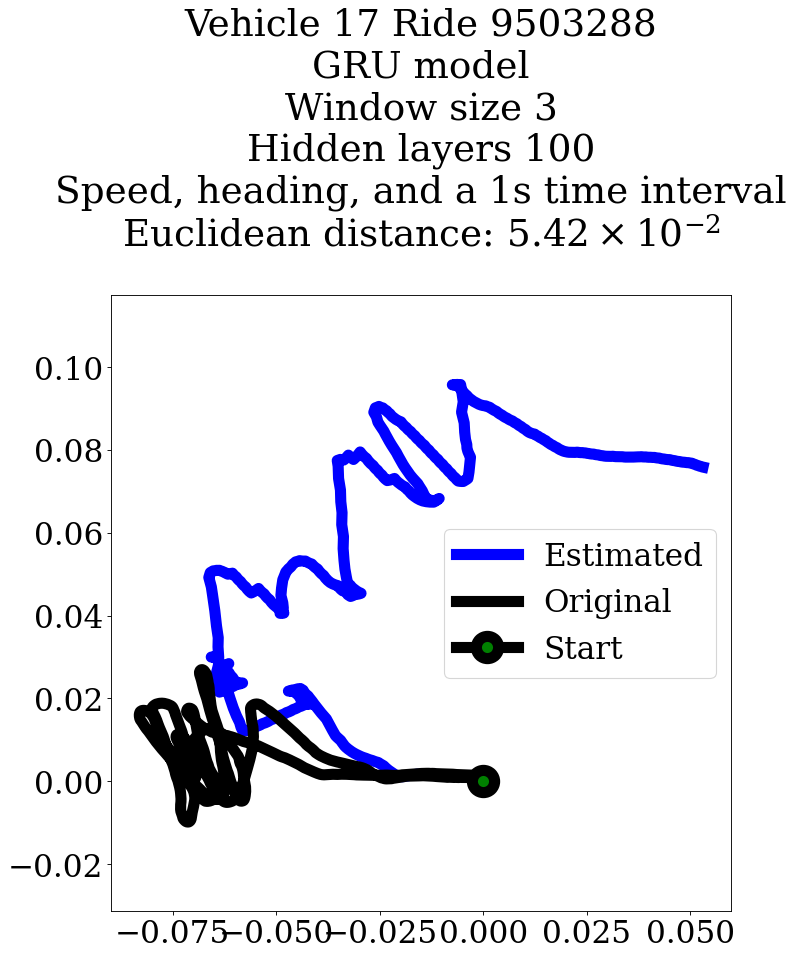 Vehicle 17 Ride 9503288
GRU model
Window size 3
Hidden layers 100
Speed, heading, and a 1s time interval
Euclidean distance: 5.42 × 10⁻²
0.10
0.08
0.06
0.04
0.02
0.00
−0.02
Estimated
Original
Start
−0.075 −0.050 −0.025 0.000 0.025 0.050